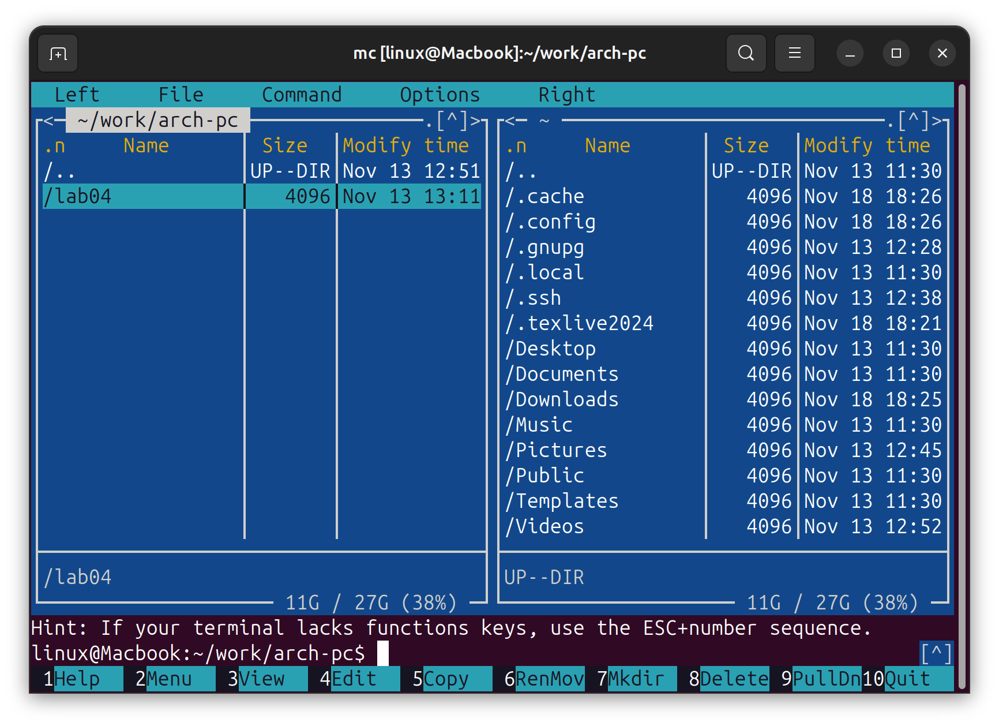 mc [linux@Macbook]:~/work/arch-pc
Left File Command Options Right
<─ ~/work/arch-pc ─.[^]>
.n Name Size Modify time
/.. UP--DIR Nov 13 12:51
/lab04 4096 Nov 13 13:11
/lab04
11G / 27G (38%)
<─ ~ ─.[^]>
.n Name Size Modify time
/.. UP--DIR Nov 13 11:30
/.cache 4096 Nov 18 18:26
/.config 4096 Nov 18 18:26
/.gnupg 4096 Nov 13 12:28
/.local 4096 Nov 13 11:30
/.ssh 4096 Nov 13 12:38
/.texlive2024 4096 Nov 18 18:21
/Desktop 4096 Nov 13 11:30
/Documents 4096 Nov 13 11:30
/Downloads 4096 Nov 18 18:25
/Music 4096 Nov 13 11:30
/Pictures 4096 Nov 13 12:45
/Public 4096 Nov 13 11:30
/Templates 4096 Nov 13 11:30
/Videos 4096 Nov 13 12:52
UP--DIR
11G / 27G (38%)
Hint: If your terminal lacks functions keys, use the ESC+number sequence.
linux@Macbook:~/work/arch-pc$ [^]
1Help 2Menu 3View 4Edit 5Copy 6RenMov 7Mkdir 8Delete 9PullDn 10Quit